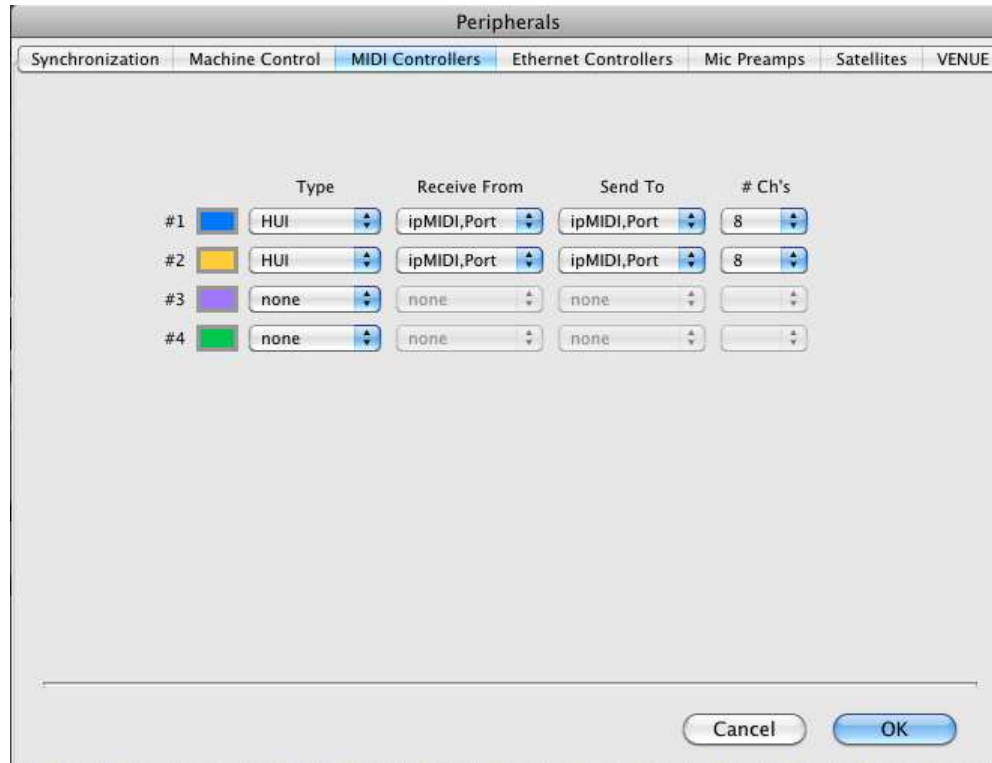 Peripherals
Synchronization Machine Control MIDI Controllers Ethernet Controllers Mic Preamps Satellites VENUE
Type Receive From Send To # Ch's
#1 HUI ipMIDI,Port ipMIDI,Port 8
#2 HUI ipMIDI,Port ipMIDI,Port 8
#3 none none none
#4 none none none
Cancel OK